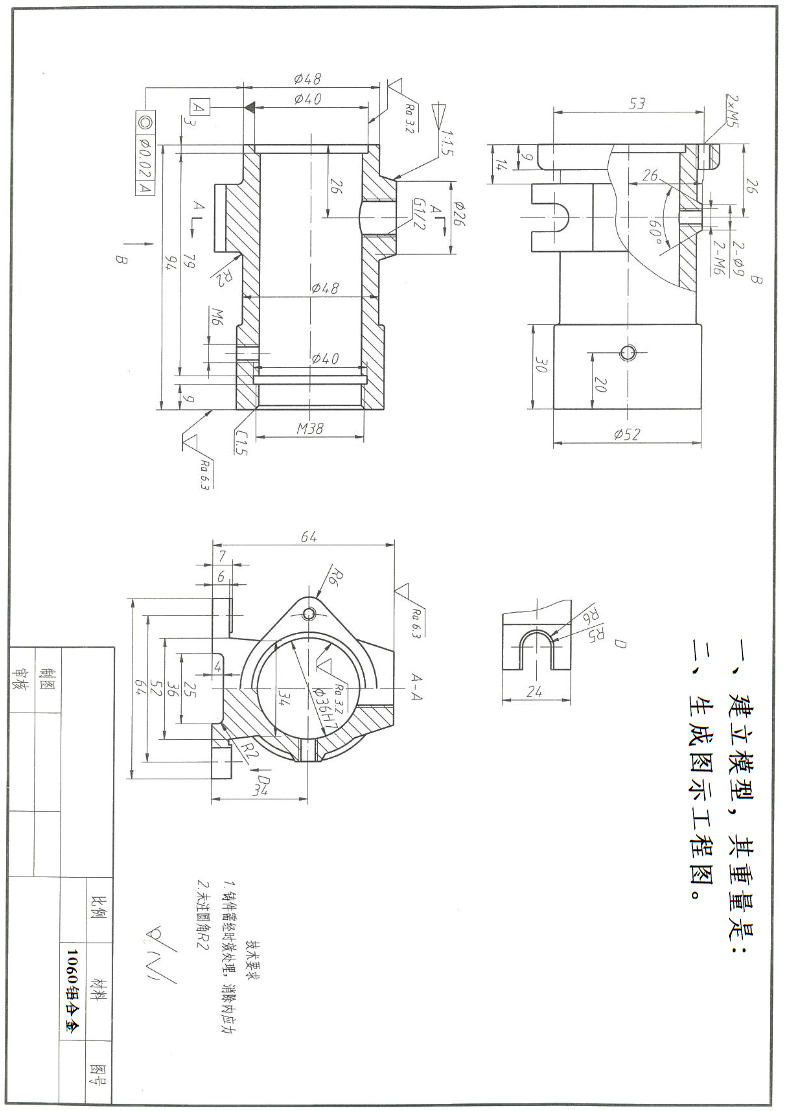 一、建立模型，其重量是：
二、生成图示工程图。
Φ48
Φ40
Ra 3.2
1:1.5
A
3
◎ Φ0.02 A
26
G1/2
A
Φ26
A
B
R2
Φ48
79
94
M6
Φ40
9
C1.5
M38
Ra 6.3
53
2×M5
9
14
26
26
60°
2-M6
2-Φ9
B
20
30
Φ52
64
7
6
R6
Ra 6.3
A-A
4
25
36
52
64
34
Ra 3.2
Φ36H7
R2
D
34
D
R6
R5
24
技术要求
1.铸件需经时效处理，消除内应力
2.未注圆角R2
制图
审核
比例
材料
图号
1060铝合金